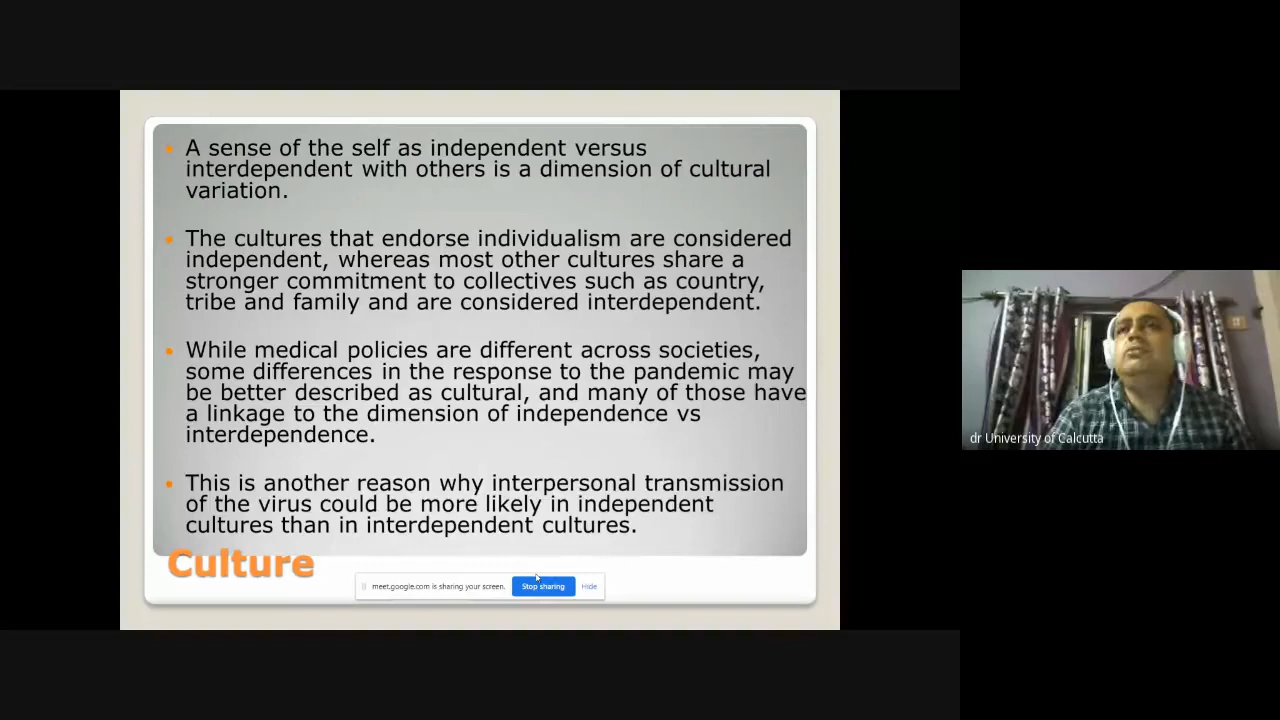 A sense of the self as independent versus
interdependent with others is a dimension of cultural
variation.
The cultures that endorse individualism are considered
independent, whereas most other cultures share a
stronger commitment to collectives such as country,
tribe and family and are considered interdependent.
While medical policies are different across societies,
some differences in the response to the pandemic may
be better described as cultural, and many of those have
a linkage to the dimension of independence vs
interdependence.
This is another reason why interpersonal transmission
of the virus could be more likely in independent
cultures than in interdependent cultures.
Culture
meet.google.com is sharing your screen.
Stop sharing
Hide
dr University of Calcutta